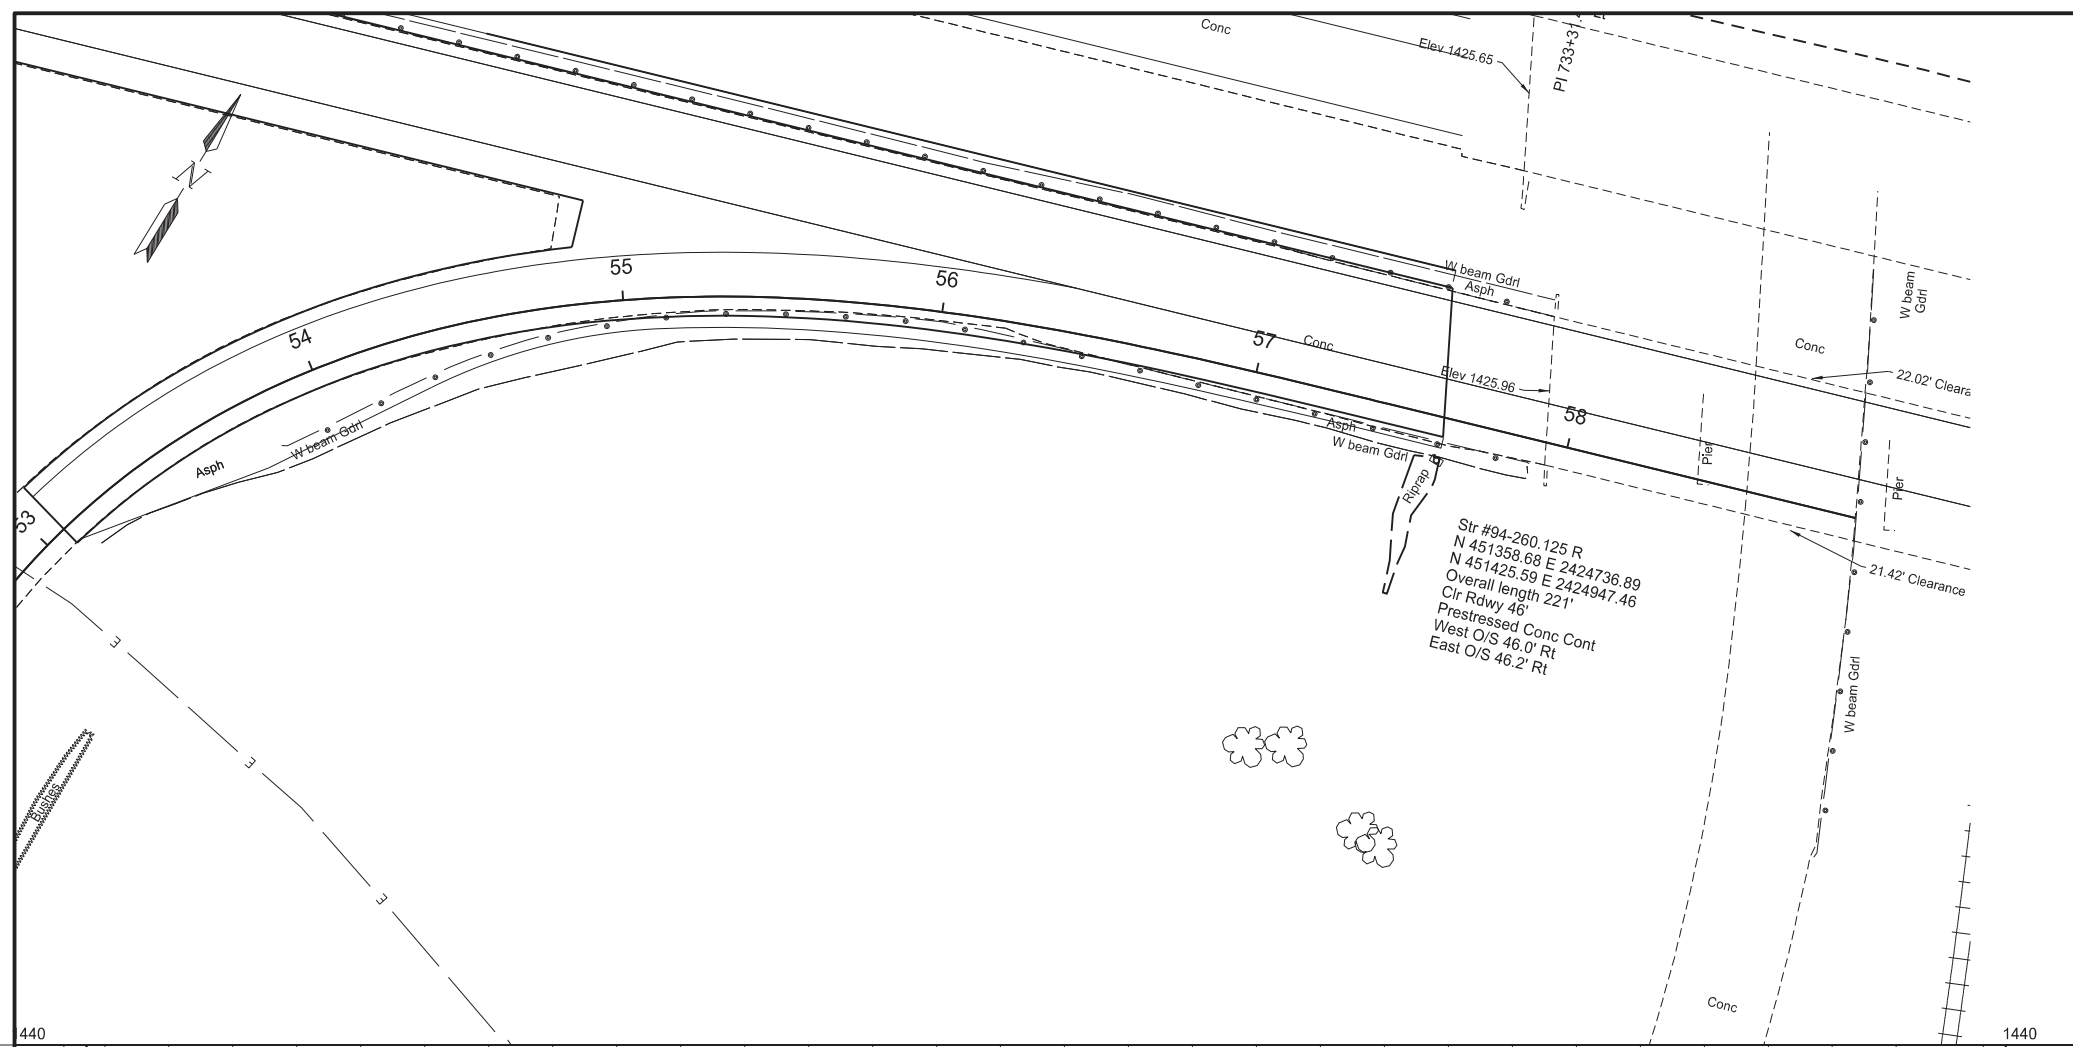 Conc
Elev 1425.65
PI 733+31.
N
55
56
54
57
58
53
W beam Gdrl
Asph
Conc
Elev 1425.96
W beam
Gdrl
Conc
22.02' Cleara
Asph
W beam Gdrl
Asph
W beam Gdrl
Riprap
Pier
Pier
Str #94-260.125 R
N 451358.68 E 2424736.89
N 451425.59 E 2424947.46
Overall length 221'
Clr Rdwy 46'
Prestressed Conc Cont
West O/S 46.0' Rt
East O/S 46.2' Rt
21.42' Clearance
W beam Gdrl
E
E
E
Bushes
Conc
1440
1440